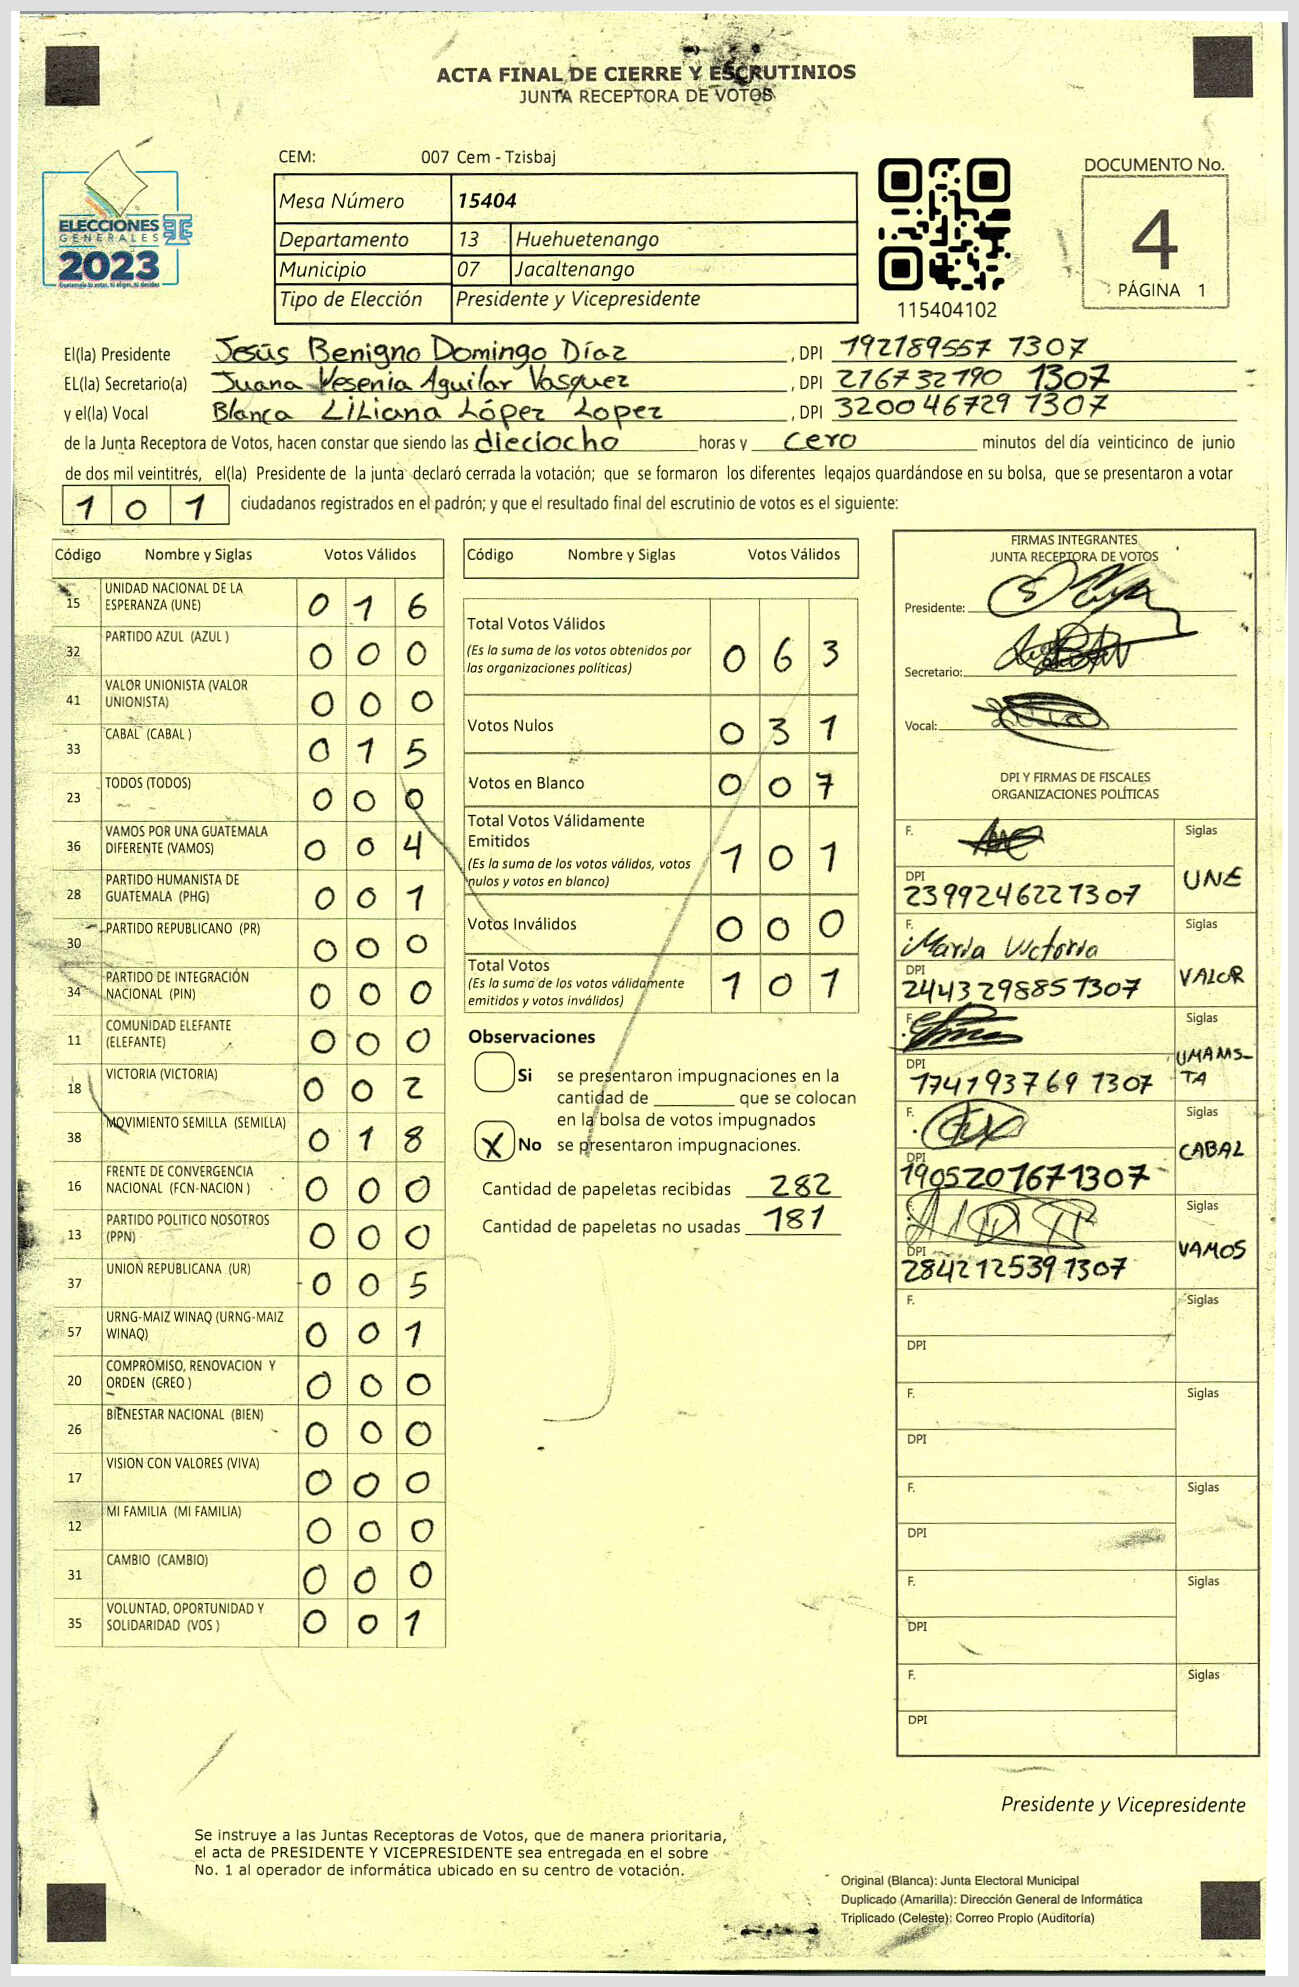 ACTA FINAL DE CIERRE Y ESCRUTINIOS
JUNTA RECEPTORA DE VOTOS
CEM: 007 Cem - Tzisbaj
Mesa Número 15404
Departamento 13 Huehuetenango
Municipio 07 Jacaltenango
Tipo de Elección Presidente y Vicepresidente
ELECCIONES
GENERALES
2023
115404102
DOCUMENTO No.
4
PÁGINA 1
El(la) Presidente Jesús Benigno Domingo Díaz , DPI 192189557 1307
EL(la) Secretario(a) Juana Yesenia Aguilar Vasquez , DPI 216732190 1307
y el(la) Vocal Blanca Liliana López Lopez , DPI 320046729 1307
de la Junta Receptora de Votos, hacen constar que siendo las dieciocho horas y cero minutos del día veinticinco de junio
de dos mil veintitrés, el(la) Presidente de la junta declaró cerrada la votación; que se formaron los diferentes legajos quardándose en su bolsa, que se presentaron a votar
101 ciudadanos registrados en el padrón; y que el resultado final del escrutinio de votos es el siguiente:
Código Nombre y Siglas Votos Válidos
15 UNIDAD NACIONAL DE LA ESPERANZA (UNE) 0 1 6
32 PARTIDO AZUL (AZUL ) 0 0 0
41 VALOR UNIONISTA (VALOR UNIONISTA) 0 0 0
33 CABAL (CABAL ) 0 1 5
23 TODOS (TODOS) 0 0 0
36 VAMOS POR UNA GUATEMALA DIFERENTE (VAMOS) 0 0 4
28 PARTIDO HUMANISTA DE GUATEMALA (PHG) 0 0 1
30 PARTIDO REPUBLICANO (PR) 0 0 0
34 PARTIDO DE INTEGRACIÓN NACIONAL (PIN) 0 0 0
11 COMUNIDAD ELEFANTE (ELEFANTE) 0 0 0
18 VICTORIA (VICTORIA) 0 0 2
38 MOVIMIENTO SEMILLA (SEMILLA) 0 1 8
16 FRENTE DE CONVERGENCIA NACIONAL (FCN-NACION ) 0 0 0
13 PARTIDO POLITICO NOSOTROS (PPN) 0 0 0
37 UNION REPUBLICANA (UR) 0 0 5
57 URNG-MAIZ WINAQ (URNG-MAIZ WINAQ) 0 0 1
20 COMPROMISO, RENOVACION Y ORDEN (CREO ) 0 0 0
26 BIENESTAR NACIONAL (BIEN) 0 0 0
17 VISION CON VALORES (VIVA) 0 0 0
12 MI FAMILIA (MI FAMILIA) 0 0 0
31 CAMBIO (CAMBIO) 0 0 0
35 VOLUNTAD, OPORTUNIDAD Y SOLIDARIDAD (VOS ) 0 0 1
Código Nombre y Siglas Votos Válidos
Total Votos Válidos 0 6 3
(Es la suma de los votos obtenidos por
las organizaciones políticas)
Votos Nulos 0 3 1
Votos en Blanco 0 0 7
Total Votos Válidamente
Emitidos 1 0 1
(Es la suma de los votos válidos, votos
nulos y votos en blanco)
Votos Inválidos 0 0 0
Total Votos 1 0 1
(Es la suma de los votos válidamente
emitidos y votos inválidos)
Observaciones
Si se presentaron impugnaciones en la
cantidad de ________ que se colocan
en la bolsa de votos impugnados
X No se presentaron impugnaciones.
Cantidad de papeletas recibidas 282
Cantidad de papeletas no usadas 181
FIRMAS INTEGRANTES
JUNTA RECEPTORA DE VOTOS
Presidente:
Secretario:
Vocal:
DPI Y FIRMAS DE FISCALES
ORGANIZACIONES POLÍTICAS
F. Siglas
DPI UNE
239924622 1307
F. Maria Victoria Siglas
DPI VALOR
244329885 1307
F. Siglas
DPI UMANIS-
TA
174193769 1307
F. Siglas
DPI CABAL
190520167 1307
F. Siglas
DPI VAMOS
284212539 1307
F. Siglas
DPI
F. Siglas
DPI
F. Siglas
DPI
F. Siglas
DPI
F. Siglas
DPI
Presidente y Vicepresidente
Se instruye a las Juntas Receptoras de Votos, que de manera prioritaria,
el acta de PRESIDENTE Y VICEPRESIDENTE sea entregada en el sobre
No. 1 al operador de informática ubicado en su centro de votación.
Original (Blanca): Junta Electoral Municipal
Duplicado (Amarilla): Dirección General de Informática
Triplicado (Celeste): Correo Propio (Auditoría)